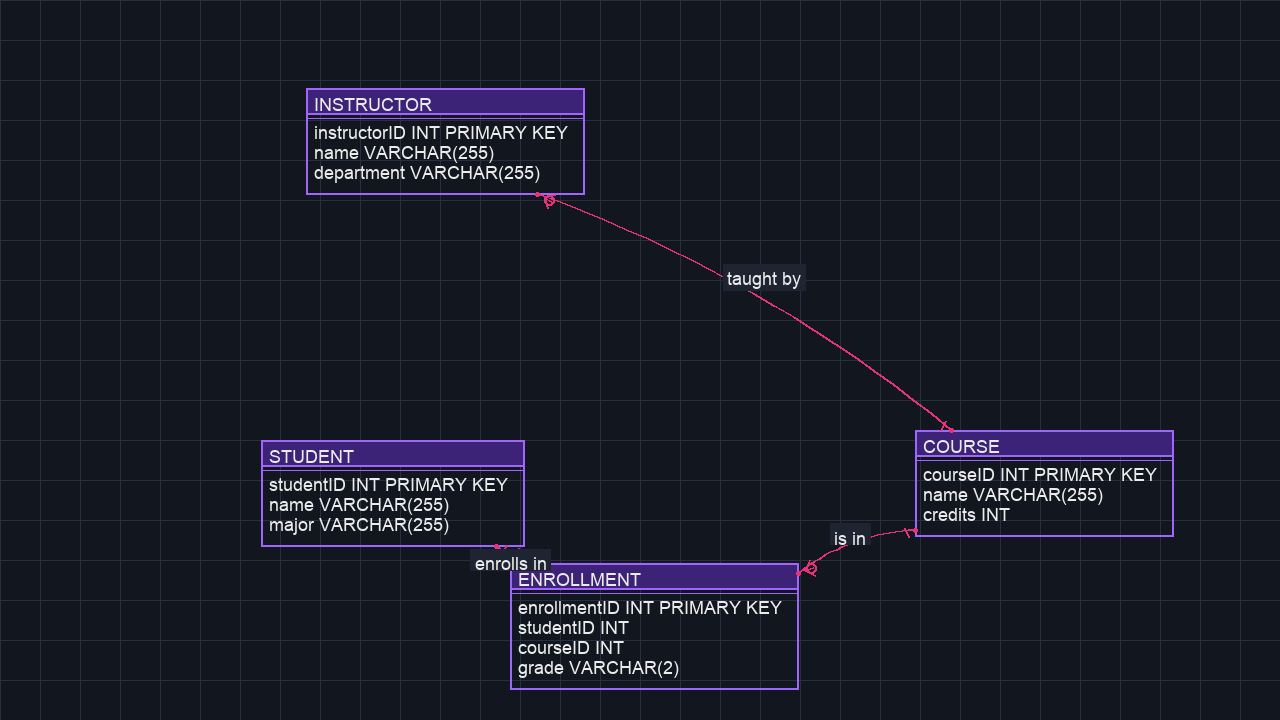 INSTRUCTOR
instructorID INT PRIMARY KEY
name VARCHAR(255)
department VARCHAR(255)
taught by
STUDENT
studentID INT PRIMARY KEY
name VARCHAR(255)
major VARCHAR(255)
COURSE
courseID INT PRIMARY KEY
name VARCHAR(255)
credits INT
is in
enrolls in
ENROLLMENT
enrollmentID INT PRIMARY KEY
studentID INT
courseID INT
grade VARCHAR(2)